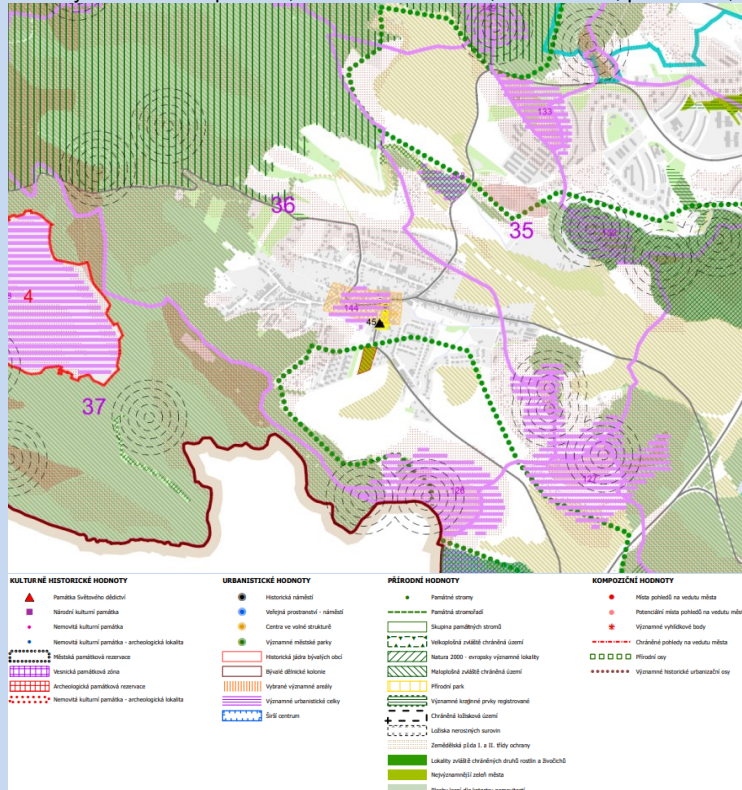 133
36
35
4
144
45
37
128
127
KULTURNĚ HISTORICKÉ HODNOTY
Památka Světového dědictví
Národní kulturní památka
Nemovitá kulturní památka
Nemovitá kulturní památka - archeologická lokalita
Městská památková rezervace
Vesnická památková zóna
Archeologická památková rezervace
Nemovitá kulturní památka - archeologická lokalita
URBANISTICKÉ HODNOTY
Historická náměstí
Veřejná prostranství - náměstí
Centra ve volné struktuře
Významné městské parky
Historická jádra bývalých obcí
Bývalé dělnické kolonie
Vybrané významné areály
Významné urbanistické celky
Širší centrum
PŘÍRODNÍ HODNOTY
Památné stromy
Památná stromořadí
Skupina památných stromů
Velkoplošná zvláště chráněná území
Natura 2000 - evropsky významné lokality
Maloplošná zvláště chráněná území
Přírodní park
Významné krajinné prvky registrované
Chráněná ložisková území
Ložiska nerostných surovin
Zemědělská půda I. a II. třídy ochrany
Lokality zvláště chráněných druhů rostlin a živočichů
Nejvýznamnější zeleň města
KOMPOZIČNÍ HODNOTY
Místa pohledů na vedutu města
Potenciální místa pohledů na vedutu měst
Významné vyhlídkové body
Chráněné pohledy na vedutu města
Přírodní osy
Významné historické urbanizační osy